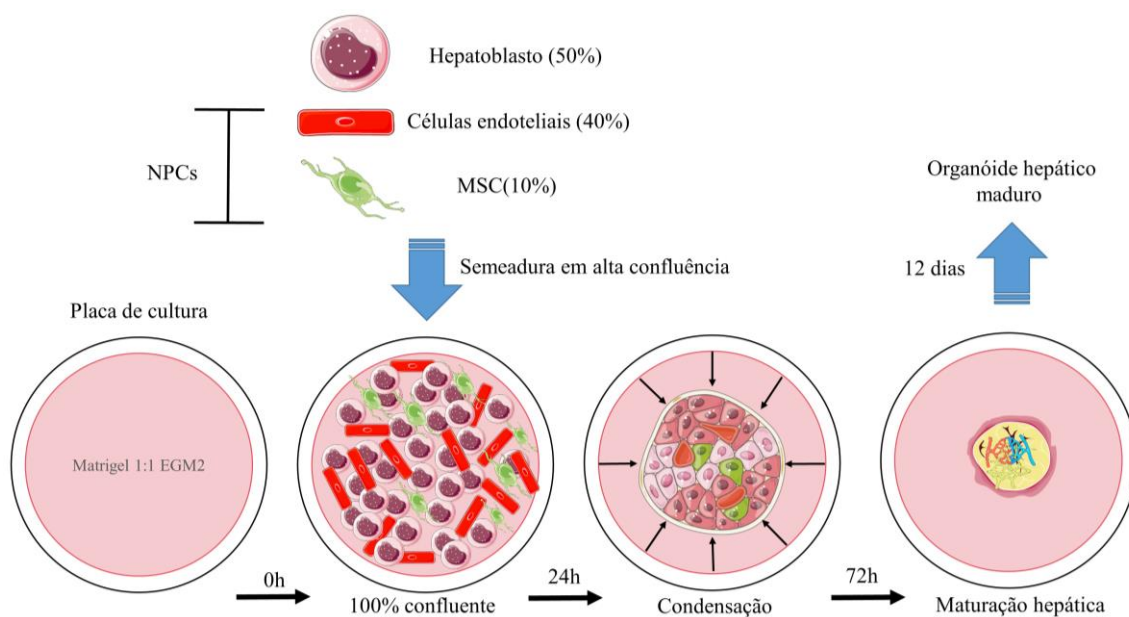 Hepatoblasto (50%)
Células endoteliais (40%)
NPCs
MSC(10%)
Organóide hepático
maduro
Semeadura em alta confluência
12 dias
Placa de cultura
Matrigel 1:1 EGM2
0h
100% confluente
24h
Condensação
72h
Maturação hepática